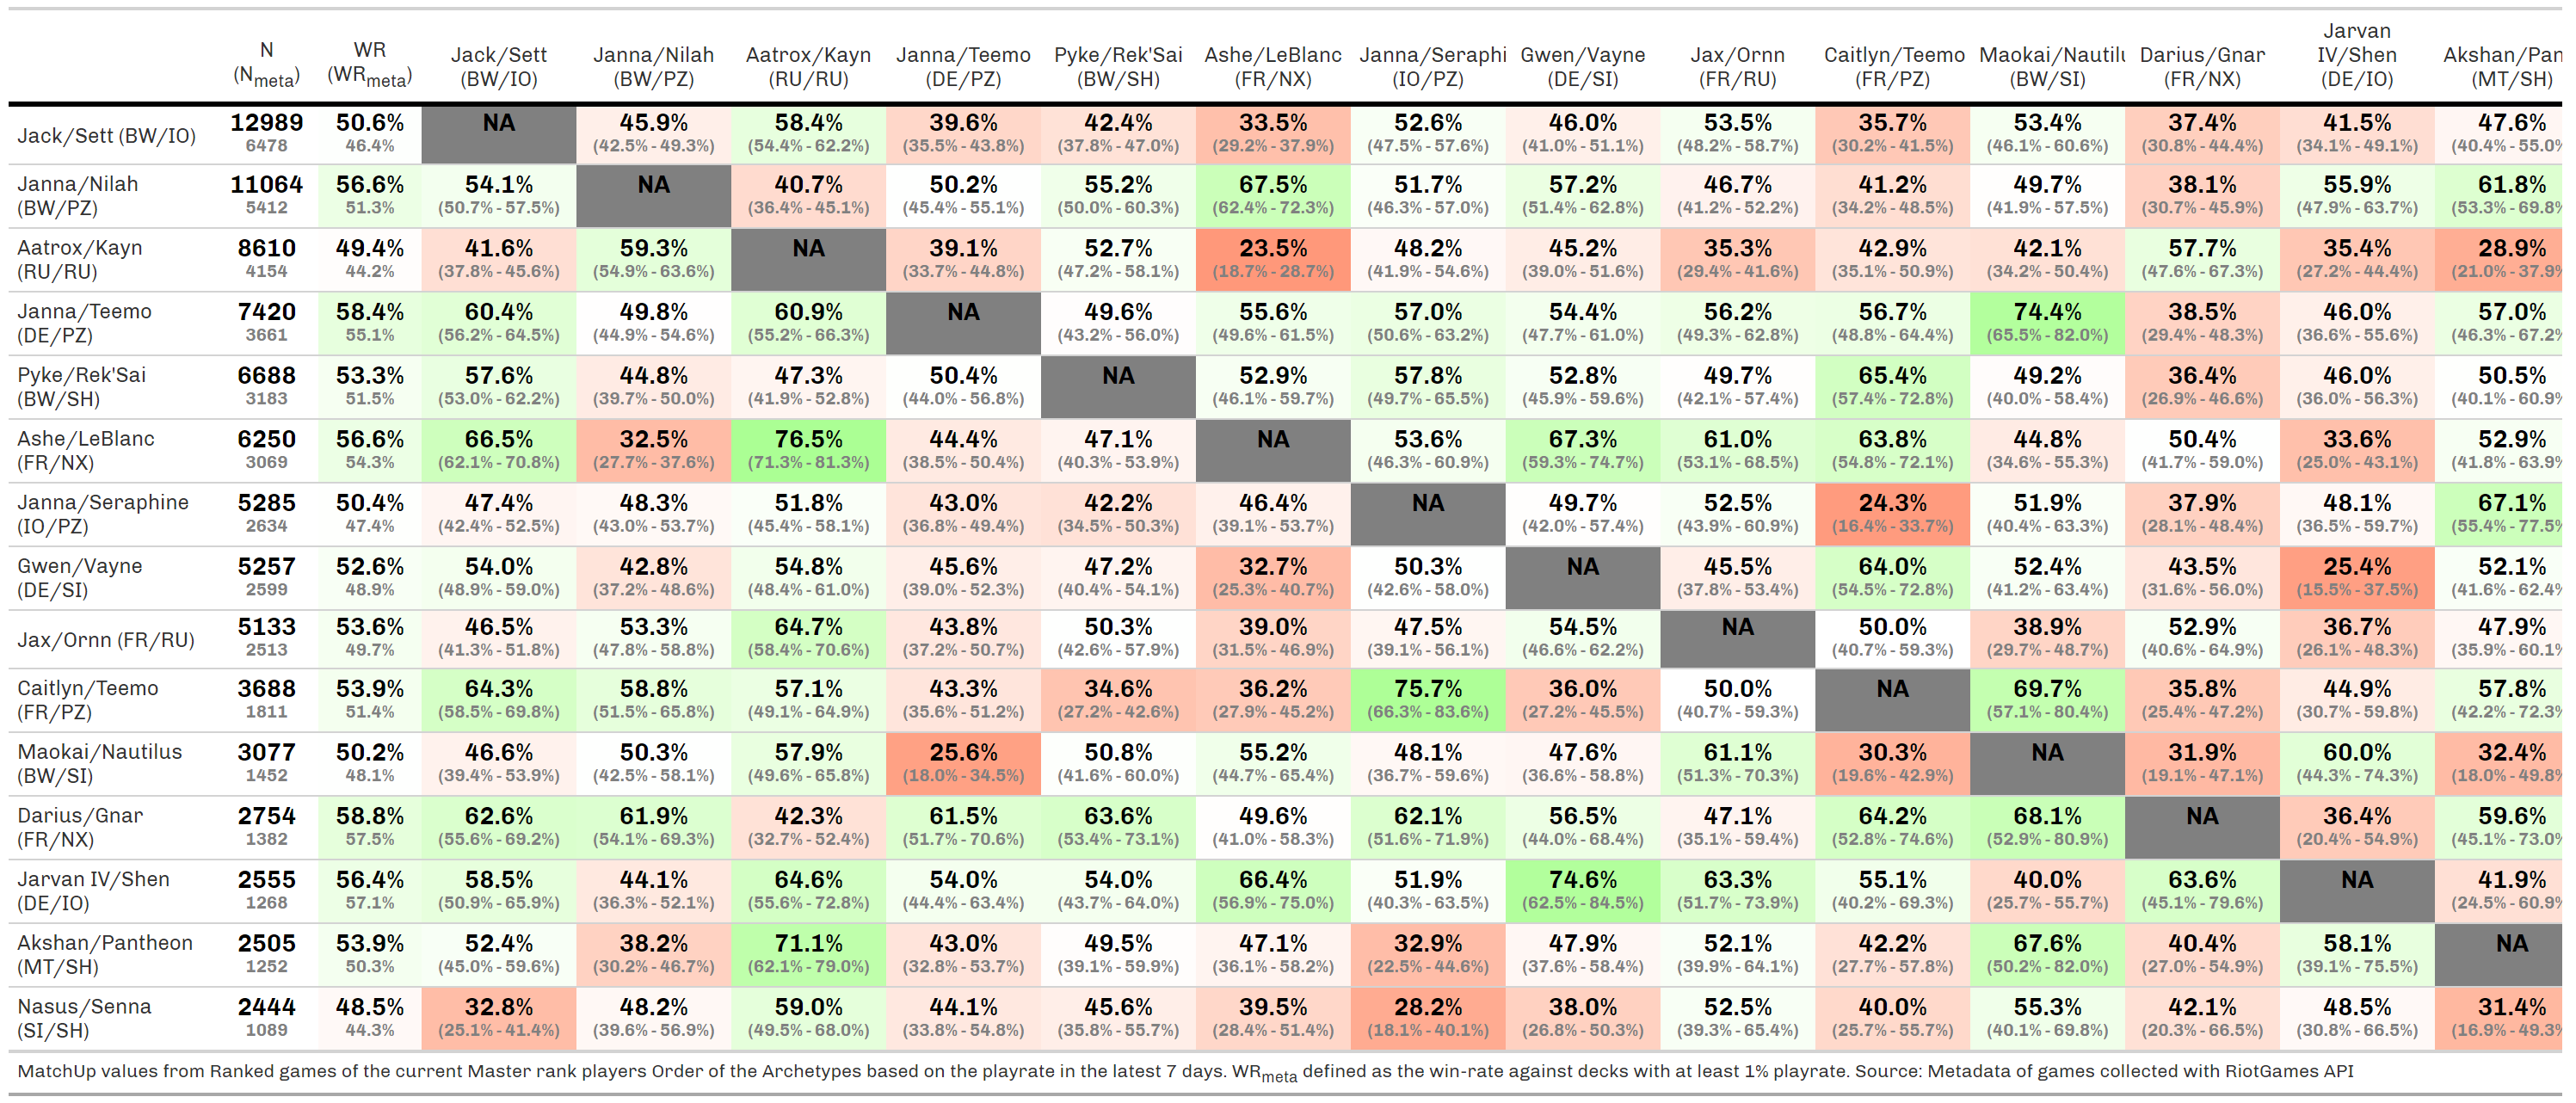 N (Nmeta) WR (WRmeta) Jack/Sett (BW/IO) Janna/Nilah (BW/PZ) Aatrox/Kayn (RU/RU) Janna/Teemo (DE/PZ) Pyke/Rek'Sai (BW/SH) Ashe/LeBlanc (FR/NX) Janna/Seraphi (IO/PZ) Gwen/Vayne (DE/SI) Jax/Ornn (FR/RU) Caitlyn/Teemo (FR/PZ) Maokai/Nautilu (BW/SI) Darius/Gnar (FR/NX) Jarvan IV/Shen (DE/IO) Akshan/Pan (MT/SH)
Jack/Sett (BW/IO) 12989 50.6% NA 45.9% 58.4% 39.6% 42.4% 33.5% 52.6% 46.0% 53.5% 35.7% 53.4% 37.4% 41.5% 47.6%
6478 46.4% (42.5% - 49.3%) (54.4% - 62.2%) (35.5% - 43.8%) (37.8% - 47.0%) (29.2% - 37.9%) (47.5% - 57.6%) (41.0% - 51.1%) (48.2% - 58.7%) (30.2% - 41.5%) (46.1% - 60.6%) (30.8% - 44.4%) (34.1% - 49.1%) (40.4% - 55.0%
Janna/Nilah 11064 56.6% 54.1% NA 40.7% 50.2% 55.2% 67.5% 51.7% 57.2% 46.7% 41.2% 49.7% 38.1% 55.9% 61.8%
(BW/PZ) 5412 51.3% (50.7% - 57.5%) (36.4% - 45.1%) (45.4% - 55.1%) (50.0% - 60.3%) (62.4% - 72.3%) (46.3% - 57.0%) (51.4% - 62.8%) (41.2% - 52.2%) (34.2% - 48.5%) (41.9% - 57.5%) (30.7% - 45.9%) (47.9% - 63.7%) (53.3% - 69.8%
Aatrox/Kayn 8610 49.4% 41.6% 59.3% NA 39.1% 52.7% 23.5% 48.2% 45.2% 35.3% 42.9% 42.1% 57.7% 35.4% 28.9%
(RU/RU) 4154 44.2% (37.8% - 45.6%) (54.9% - 63.6%) (33.7% - 44.8%) (47.2% - 58.1%) (18.7% - 28.7%) (41.9% - 54.6%) (39.0% - 51.6%) (29.4% - 41.6%) (35.1% - 50.9%) (34.2% - 50.4%) (47.6% - 67.3%) (27.2% - 44.4%) (21.0% - 37.9%
Janna/Teemo 7420 58.4% 60.4% 49.8% 60.9% NA 49.6% 55.6% 57.0% 54.4% 56.2% 56.7% 74.4% 38.5% 46.0% 57.0%
(DE/PZ) 3661 55.1% (56.2% - 64.5%) (44.9% - 54.6%) (55.2% - 66.3%) (43.2% - 56.0%) (49.6% - 61.5%) (50.6% - 63.2%) (47.7% - 61.0%) (49.3% - 62.8%) (48.8% - 64.4%) (65.5% - 82.0%) (29.4% - 48.3%) (36.6% - 55.6%) (46.3% - 67.2%
Pyke/Rek'Sai 6688 53.3% 57.6% 44.8% 47.3% 50.4% NA 52.9% 57.8% 52.8% 49.7% 65.4% 49.2% 36.4% 46.0% 50.5%
(BW/SH) 3183 51.5% (53.0% - 62.2%) (39.7% - 50.0%) (41.9% - 52.8%) (44.0% - 56.8%) (46.1% - 59.7%) (49.7% - 65.5%) (45.9% - 59.6%) (42.1% - 57.4%) (57.4% - 72.8%) (40.0% - 58.4%) (26.9% - 46.6%) (36.0% - 56.3%) (40.1% - 60.9%
Ashe/LeBlanc 6250 56.6% 66.5% 32.5% 76.5% 44.4% 47.1% NA 53.6% 67.3% 61.0% 63.8% 44.8% 50.4% 33.6% 52.9%
(FR/NX) 3069 54.3% (62.1% - 70.8%) (27.7% - 37.6%) (71.3% - 81.3%) (38.5% - 50.4%) (40.3% - 53.9%) (46.3% - 60.9%) (59.3% - 74.7%) (53.1% - 68.5%) (54.8% - 72.1%) (34.6% - 55.3%) (41.7% - 59.0%) (25.0% - 43.1%) (41.8% - 63.9%
Janna/Seraphine 5285 50.4% 47.4% 48.3% 51.8% 43.0% 42.2% 46.4% NA 49.7% 52.5% 24.3% 51.9% 37.9% 48.1% 67.1%
(IO/PZ) 2634 47.4% (42.4% - 52.5%) (43.0% - 53.7%) (45.4% - 58.1%) (36.8% - 49.4%) (34.5% - 50.3%) (39.1% - 53.7%) (42.0% - 57.4%) (43.9% - 60.9%) (16.4% - 33.7%) (40.4% - 63.3%) (28.1% - 48.4%) (36.5% - 59.7%) (55.4% - 77.5%
Gwen/Vayne 5257 52.6% 54.0% 42.8% 54.8% 45.6% 47.2% 32.7% 50.3% NA 45.5% 64.0% 52.4% 43.5% 25.4% 52.1%
(DE/SI) 2599 48.9% (48.9% - 59.0%) (37.2% - 48.6%) (48.4% - 61.0%) (39.0% - 52.3%) (40.4% - 54.1%) (25.3% - 40.7%) (42.6% - 58.0%) (37.8% - 53.4%) (54.5% - 72.8%) (41.2% - 63.4%) (31.6% - 56.0%) (15.5% - 37.5%) (41.6% - 62.4%
Jax/Ornn (FR/RU) 5133 53.6% 46.5% 53.3% 64.7% 43.8% 50.3% 39.0% 47.5% 54.5% NA 50.0% 38.9% 52.9% 36.7% 47.9%
2513 49.7% (41.3% - 51.8%) (47.8% - 58.8%) (58.4% - 70.6%) (37.2% - 50.7%) (42.6% - 57.9%) (31.5% - 46.9%) (39.1% - 56.1%) (46.6% - 62.2%) (40.7% - 59.3%) (29.7% - 48.7%) (40.6% - 64.9%) (26.1% - 48.3%) (35.9% - 60.1%
Caitlyn/Teemo 3688 53.9% 64.3% 58.8% 57.1% 43.3% 34.6% 36.2% 75.7% 36.0% 50.0% NA 69.7% 35.8% 44.9% 57.8%
(FR/PZ) 1811 51.4% (58.5% - 69.8%) (51.5% - 65.8%) (49.1% - 64.9%) (35.6% - 51.2%) (27.2% - 42.6%) (27.9% - 45.2%) (66.3% - 83.6%) (27.2% - 45.5%) (40.7% - 59.3%) (57.1% - 80.4%) (25.4% - 47.2%) (30.7% - 59.8%) (42.2% - 72.3%
Maokai/Nautilus 3077 50.2% 46.6% 50.3% 57.9% 25.6% 50.8% 55.2% 48.1% 47.6% 61.1% 30.3% NA 31.9% 60.0% 32.4%
(BW/SI) 1452 48.1% (39.4% - 53.9%) (42.5% - 58.1%) (49.6% - 65.8%) (18.0% - 34.5%) (41.6% - 60.0%) (44.7% - 65.4%) (36.7% - 59.6%) (36.6% - 58.8%) (51.3% - 70.3%) (19.6% - 42.9%) (19.1% - 47.1%) (44.3% - 74.3%) (18.0% - 49.8%
Darius/Gnar 2754 58.8% 62.6% 61.9% 42.3% 61.5% 63.6% 49.6% 62.1% 56.5% 47.1% 64.2% 68.1% NA 36.4% 59.6%
(FR/NX) 1382 57.5% (55.6% - 69.2%) (54.1% - 69.3%) (32.7% - 52.4%) (51.7% - 70.6%) (53.4% - 73.1%) (41.0% - 58.3%) (51.6% - 71.9%) (44.0% - 68.4%) (35.1% - 59.4%) (52.8% - 74.6%) (52.9% - 80.9%) (20.4% - 54.9%) (45.1% - 73.0%
Jarvan IV/Shen 2555 56.4% 58.5% 44.1% 64.6% 54.0% 54.0% 66.4% 51.9% 74.6% 63.3% 55.1% 40.0% 63.6% NA 41.9%
(DE/IO) 1268 57.1% (50.9% - 65.9%) (36.3% - 52.1%) (55.6% - 72.8%) (44.4% - 63.4%) (43.7% - 64.0%) (56.9% - 75.0%) (40.3% - 63.5%) (62.5% - 84.5%) (51.7% - 73.9%) (40.2% - 69.3%) (25.7% - 55.7%) (45.1% - 79.6%) (24.5% - 60.9%
Akshan/Pantheon 2505 53.9% 52.4% 38.2% 71.1% 43.0% 49.5% 47.1% 32.9% 47.9% 52.1% 42.2% 67.6% 40.4% 58.1% NA
(MT/SH) 1252 50.3% (45.0% - 59.6%) (30.2% - 46.7%) (62.1% - 79.0%) (32.8% - 53.7%) (39.1% - 59.9%) (36.1% - 58.2%) (22.5% - 44.6%) (37.6% - 58.4%) (39.9% - 64.1%) (27.7% - 57.8%) (50.2% - 82.0%) (27.0% - 54.9%) (39.1% - 75.5%)
Nasus/Senna 2444 48.5% 32.8% 48.2% 59.0% 44.1% 45.6% 39.5% 28.2% 38.0% 52.5% 40.0% 55.3% 42.1% 48.5% 31.4%
(SI/SH) 1089 44.3% (25.1% - 41.4%) (39.6% - 56.9%) (49.5% - 68.0%) (33.8% - 54.8%) (35.8% - 55.7%) (28.4% - 51.4%) (18.1% - 40.1%) (26.8% - 50.3%) (39.3% - 65.4%) (25.7% - 55.7%) (40.1% - 69.8%) (20.3% - 66.5%) (30.8% - 66.5%) (16.9% - 49.3%
MatchUp values from Ranked games of the current Master rank players Order of the Archetypes based on the playrate in the latest 7 days. WRmeta defined as the win-rate against decks with at least 1% playrate. Source: Metadata of games collected with RiotGames API